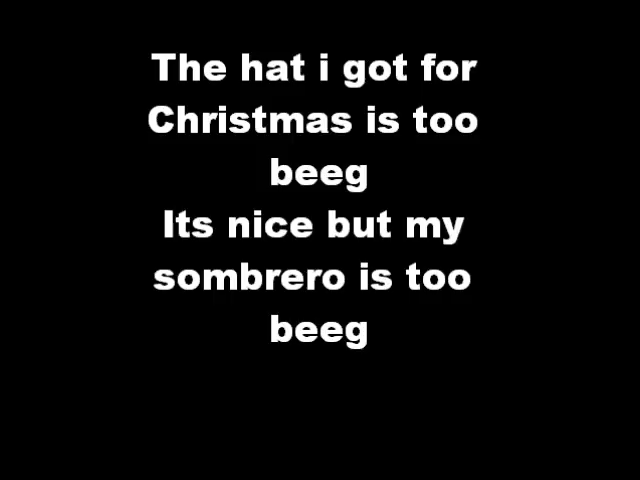 The hat i got for
Christmas is too
beeg
Its nice but my
sombrero is too
beeg